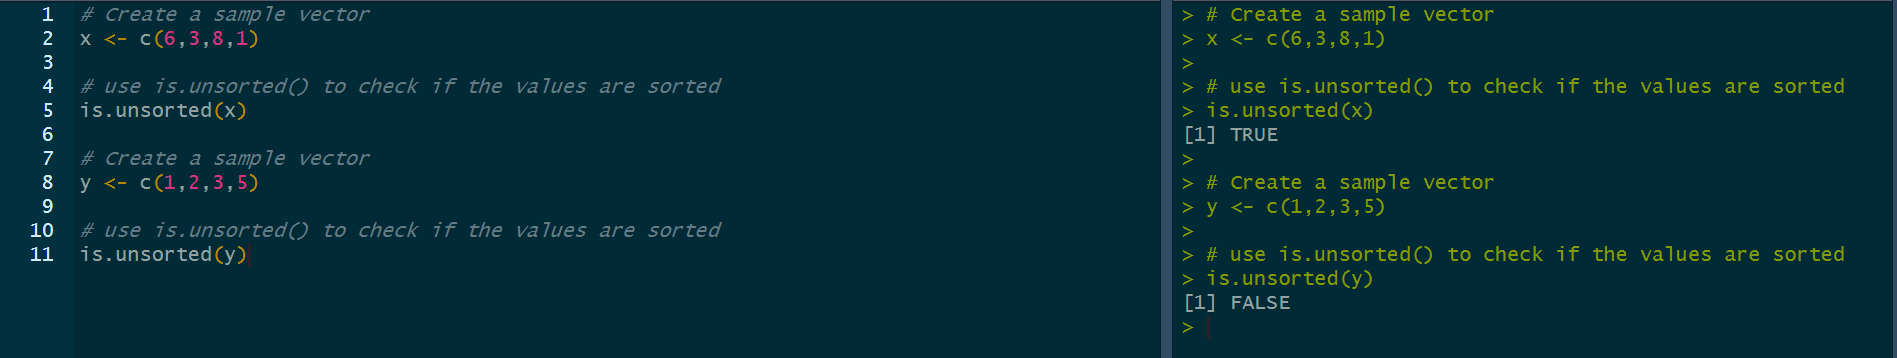 1 # Create a sample vector
2 x <- c(6,3,8,1)
3
4 # use is.unsorted() to check if the values are sorted
5 is.unsorted(x)
6
7 # Create a sample vector
8 y <- c(1,2,3,5)
9
10 # use is.unsorted() to check if the values are sorted
11 is.unsorted(y)
> # Create a sample vector
> x <- c(6,3,8,1)
>
> # use is.unsorted() to check if the values are sorted
> is.unsorted(x)
[1] TRUE
>
> # Create a sample vector
> y <- c(1,2,3,5)
>
> # use is.unsorted() to check if the values are sorted
> is.unsorted(y)
[1] FALSE
>